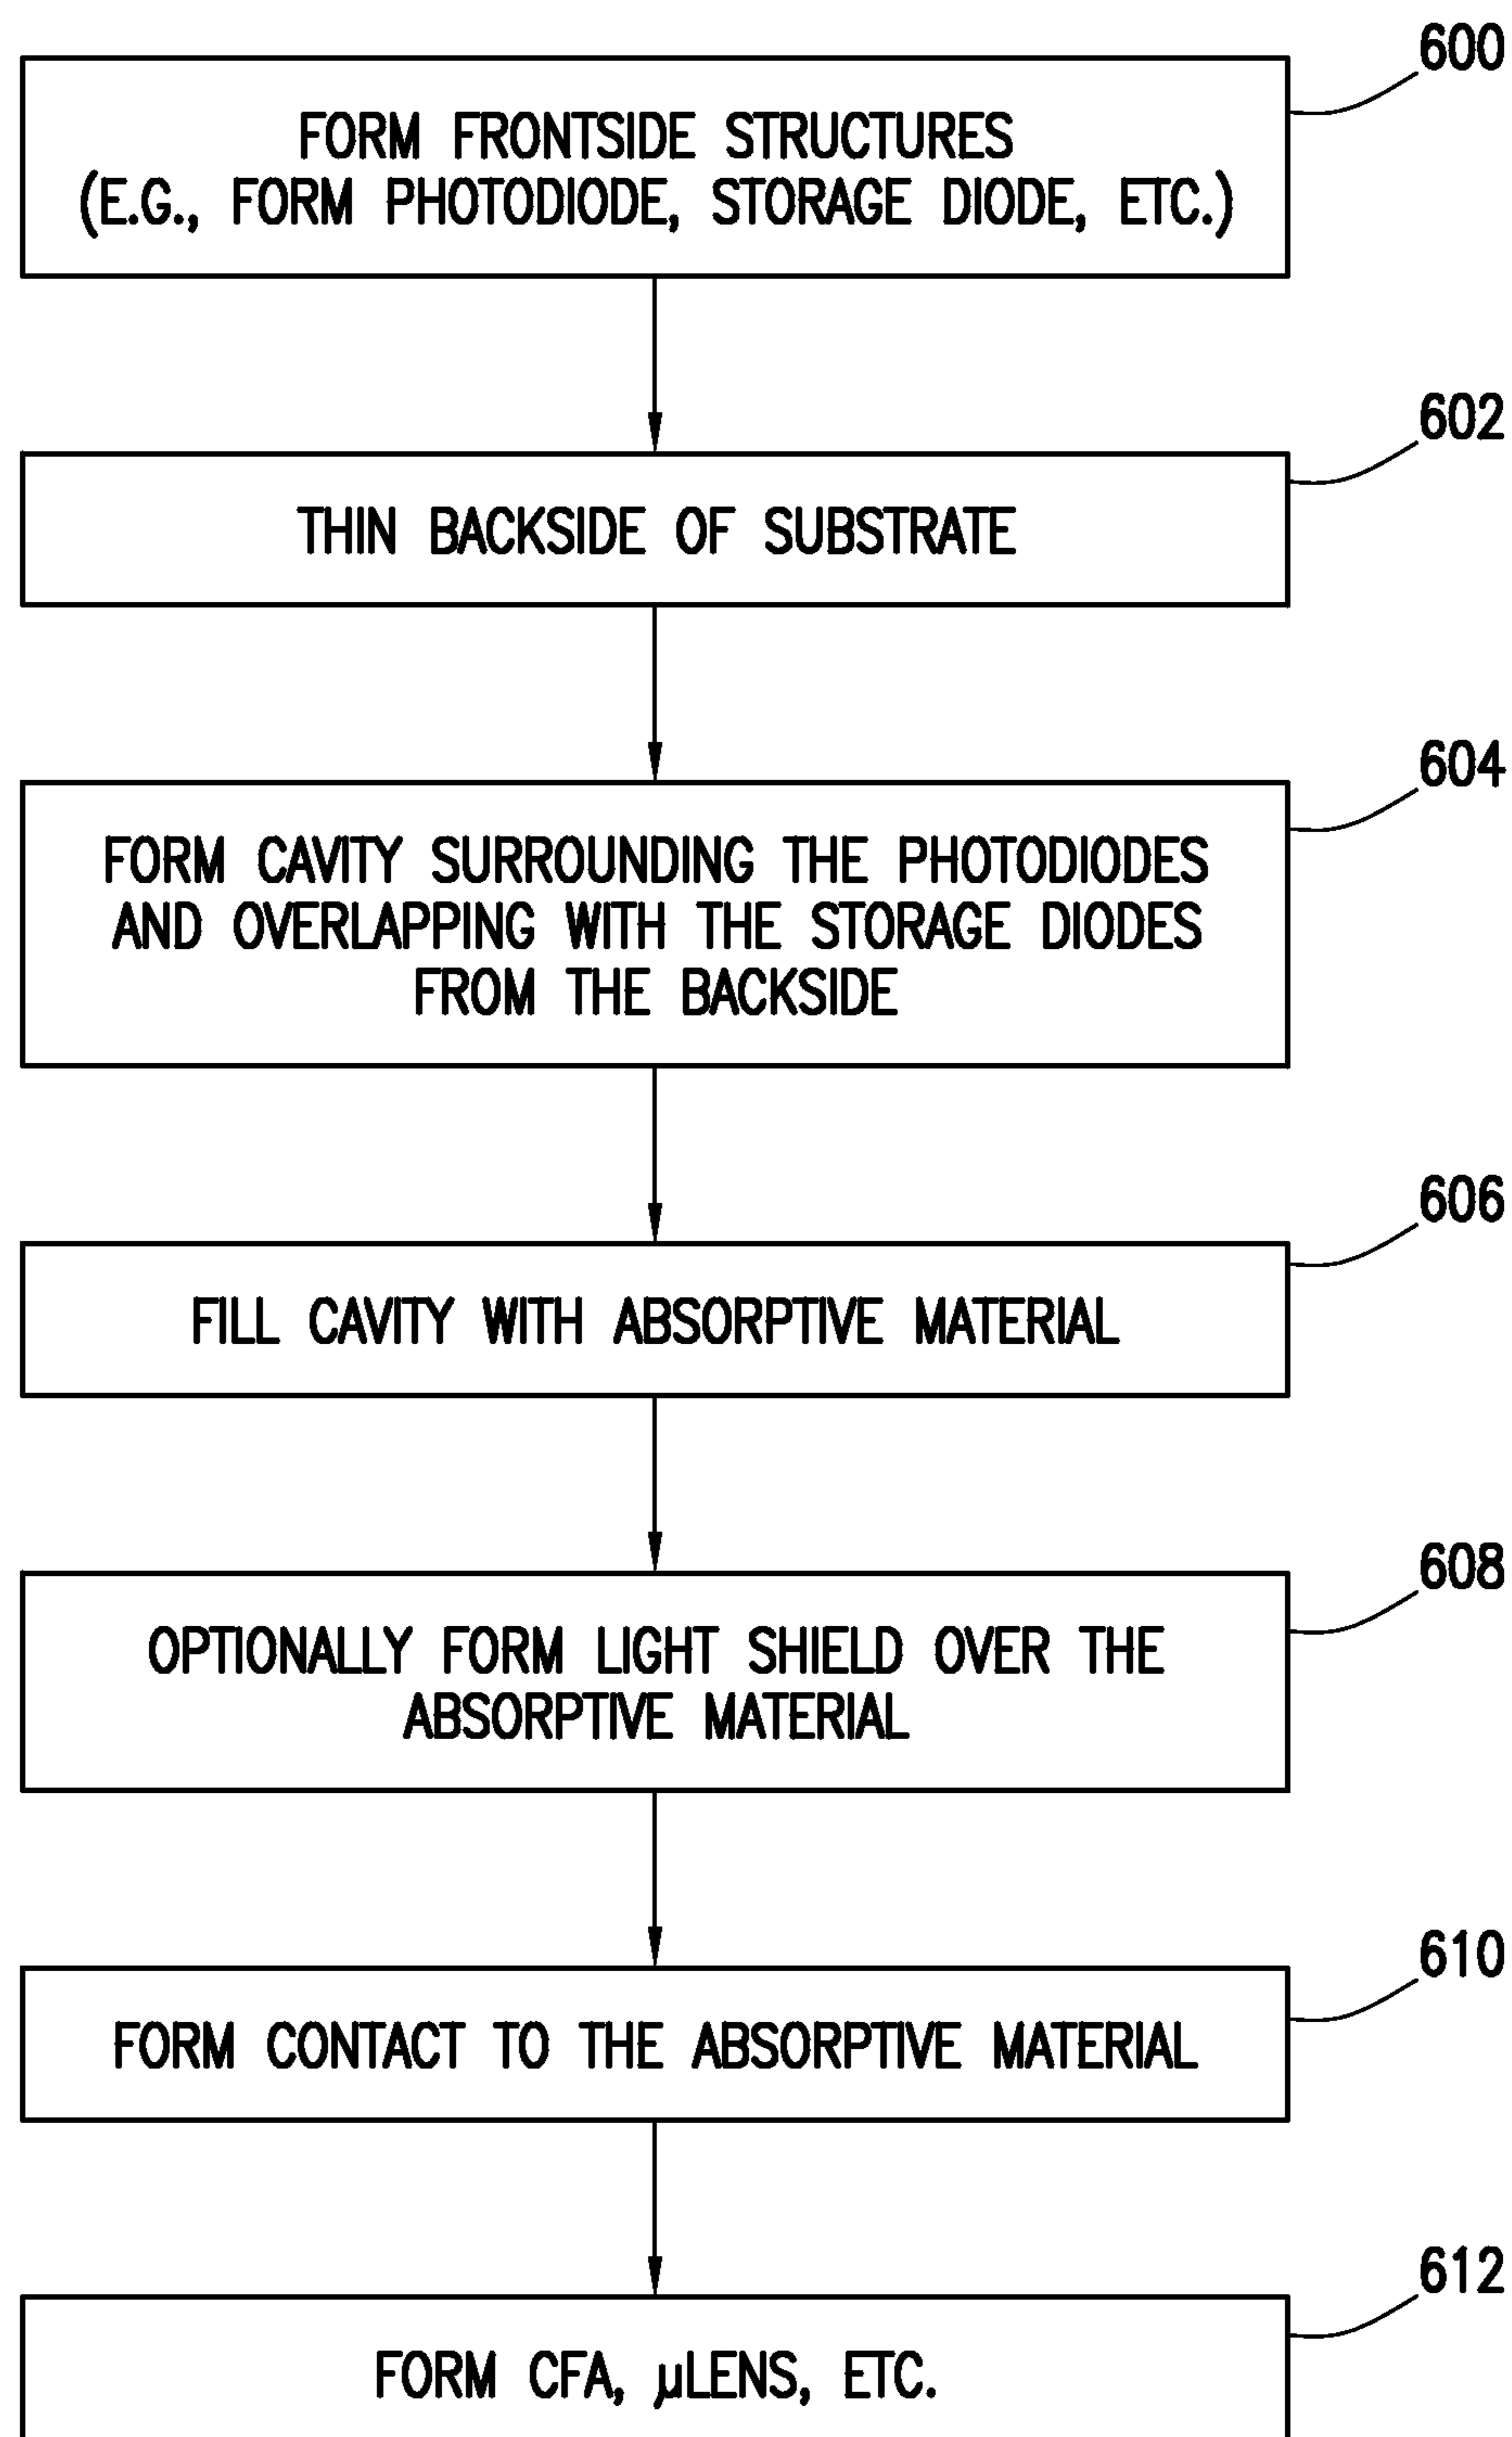 600
FORM FRONTSIDE STRUCTURES
(E.G., FORM PHOTODIODE, STORAGE DIODE, ETC.)
602
THIN BACKSIDE OF SUBSTRATE
604
FORM CAVITY SURROUNDING THE PHOTODIODES
AND OVERLAPPING WITH THE STORAGE DIODES
FROM THE BACKSIDE
606
FILL CAVITY WITH ABSORPTIVE MATERIAL
608
OPTIONALLY FORM LIGHT SHIELD OVER THE
ABSORPTIVE MATERIAL
610
FORM CONTACT TO THE ABSORPTIVE MATERIAL
612
FORM CFA, µLENS, ETC.